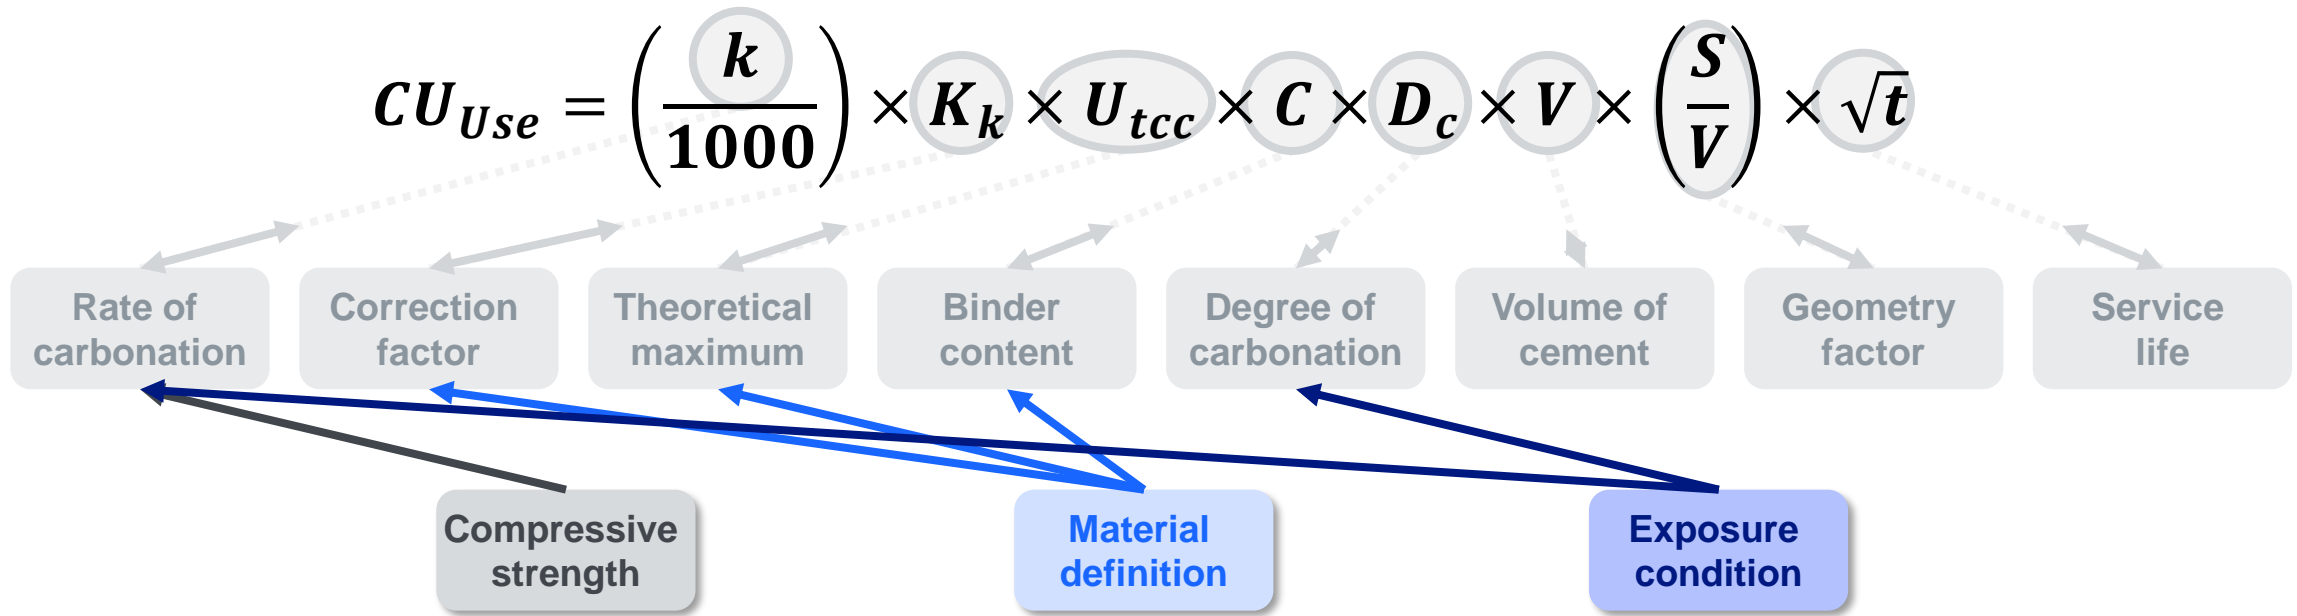 CU_Use = (k/1000) × K_k × U_tcc × C × D_c × V × (S/V) × √t
Rate of
carbonation
Correction
factor
Theoretical
maximum
Binder
content
Degree of
carbonation
Volume of
cement
Geometry
factor
Service
life
Compressive
strength
Material
definition
Exposure
condition